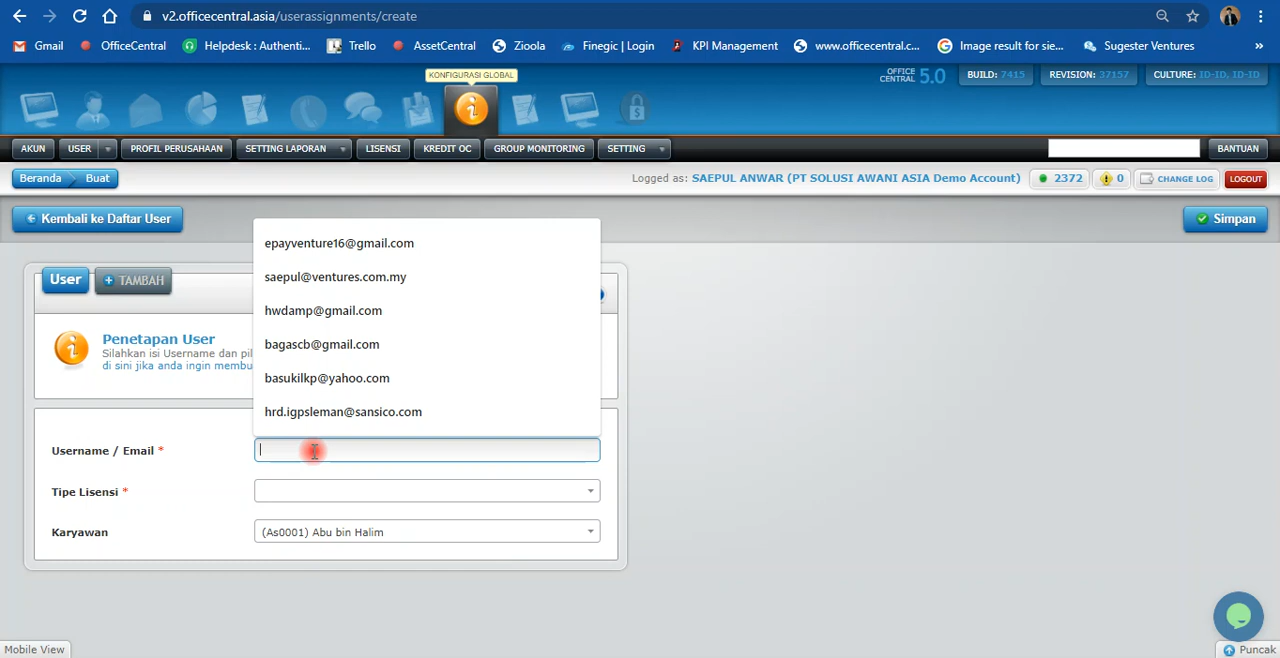 v2.officecentral.asia/userassignments/create
Gmail
OfficeCentral
Helpdesk : Authenti...
Trello
AssetCentral
Zioola
Finegic | Login
KPI Management
www.officecentral.c...
Image result for sie...
Sugester Ventures
»
KONFIGURASI GLOBAL
OFFICE CENTRAL 5.0
BUILD: 7415
REVISION: 37157
CULTURE: ID-ID, ID-ID
AKUN
USER
PROFIL PERUSAHAAN
SETTING LAPORAN
LISENSI
KREDIT OC
GROUP MONITORING
SETTING
BANTUAN
Beranda
Buat
Logged as: SAEPUL ANWAR (PT SOLUSI AWANI ASIA Demo Account)
2372
0
CHANGE LOG
LOGOUT
Kembali ke Daftar User
Simpan
epayventure16@gmail.com
saepul@ventures.com.my
hwdamp@gmail.com
bagascb@gmail.com
basukilkp@yahoo.com
hrd.igpsleman@sansico.com
User
TAMBAH
Penetapan User
Silahkan isi Username dan pil
di sini jika anda ingin membu
Username / Email *
Tipe Lisensi *
Karyawan
(As0001) Abu bin Halim
Mobile View
Puncak